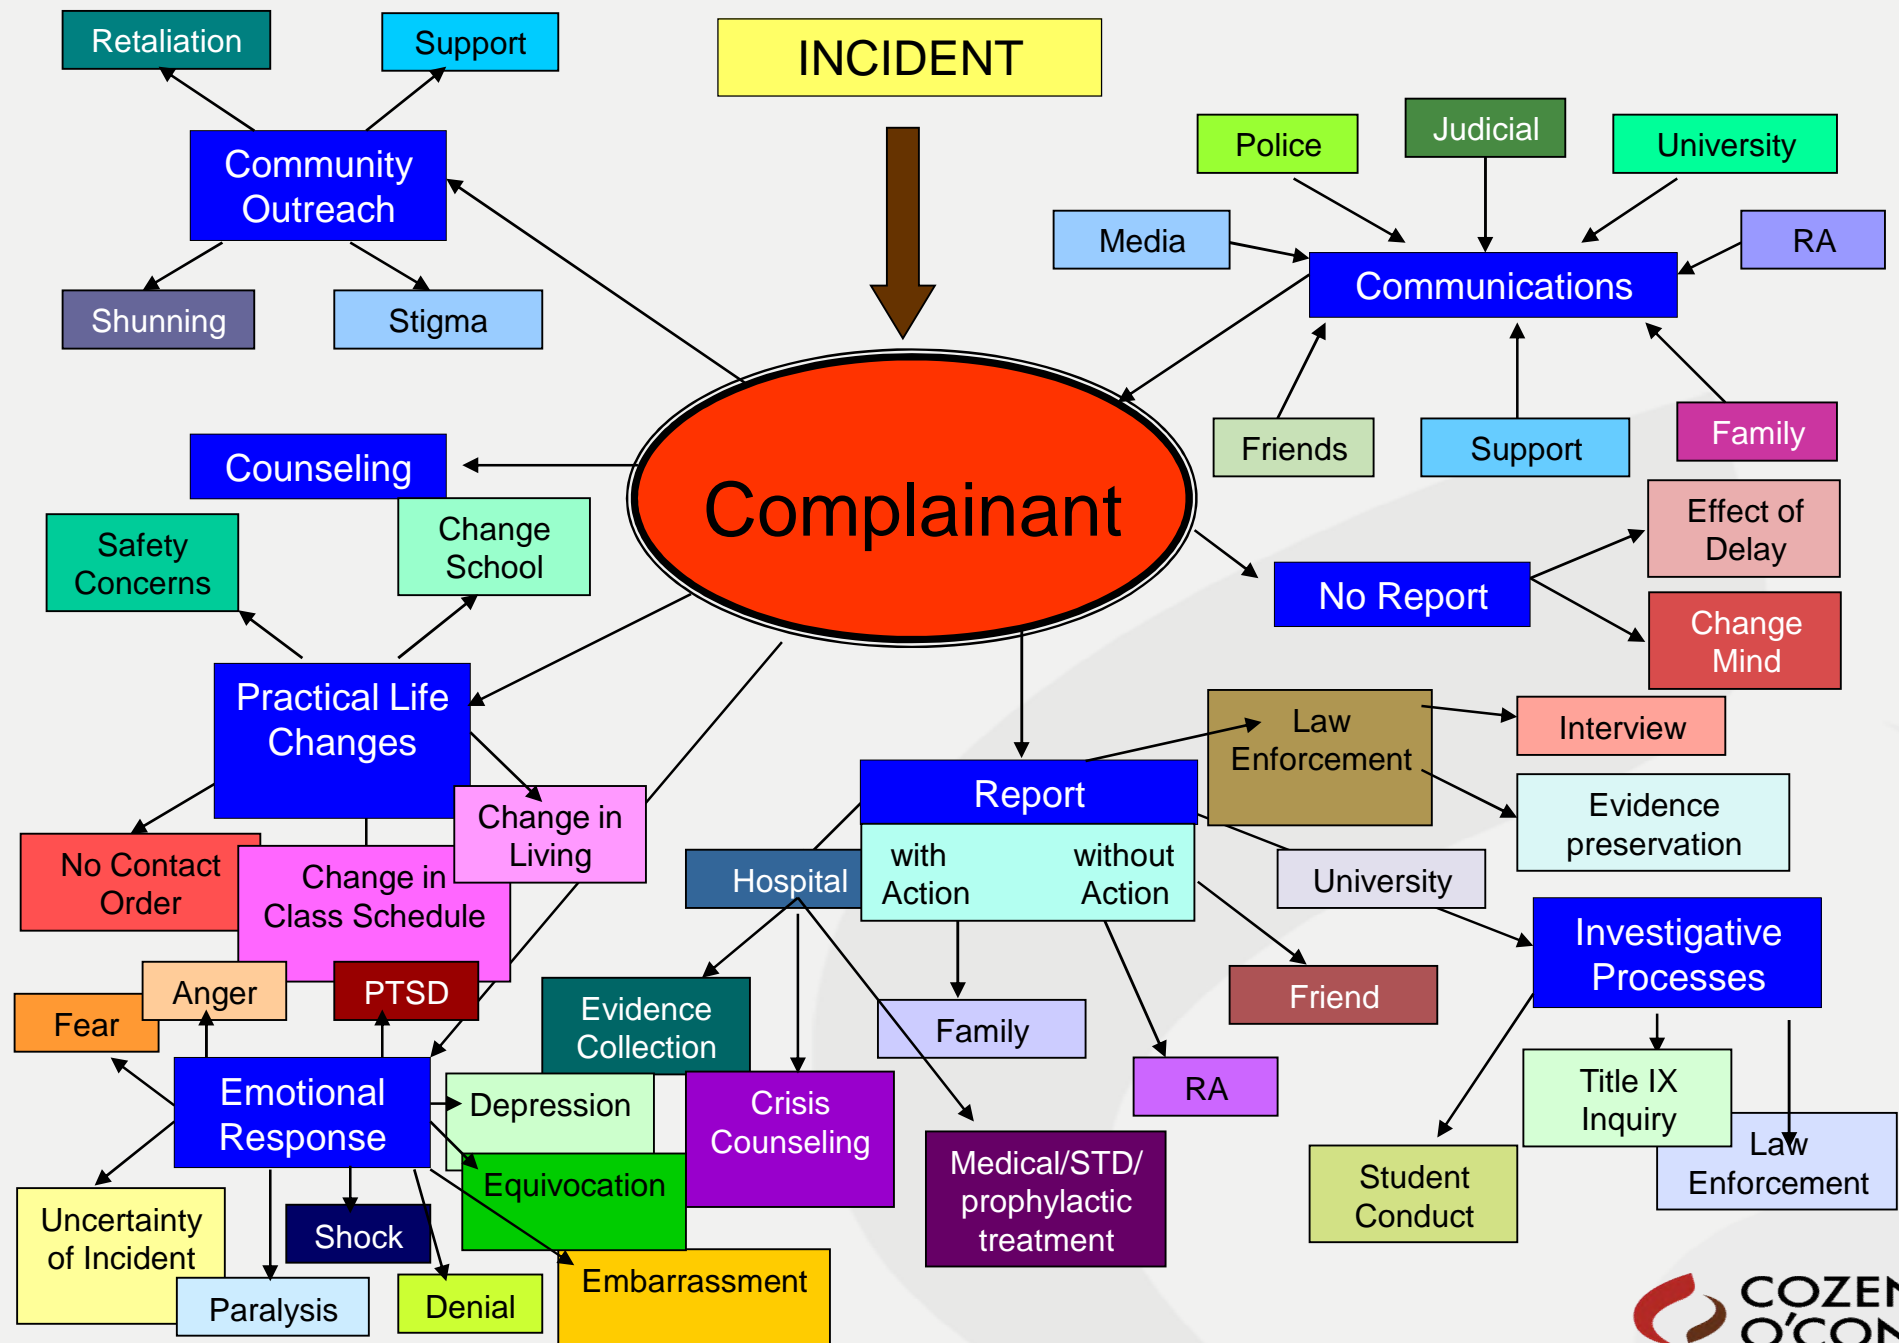 Retaliation
Support
INCIDENT
Community
Outreach
Police
Judicial
University
Media
RA
Communications
Shunning
Stigma
Friends
Support
Family
Counseling
Complainant
Change
School
Safety
Concerns
Effect of
Delay
No Report
Change
Mind
Practical Life
Changes
Law
Enforcement
Interview
Report
Evidence
preservation
Change in
Living
No Contact
Order
Change in
Class Schedule
Hospital
with
Action
without
Action
University
Investigative
Processes
Anger
PTSD
Fear
Evidence
Collection
Family
Friend
Emotional
Response
Depression
Crisis
Counseling
RA
Title IX
Inquiry
Law
Enforcement
Equivocation
Medical/STD/
prophylactic
treatment
Student
Conduct
Uncertainty
of Incident
Shock
Embarrassment
Paralysis
Denial
COZEN
O'CON